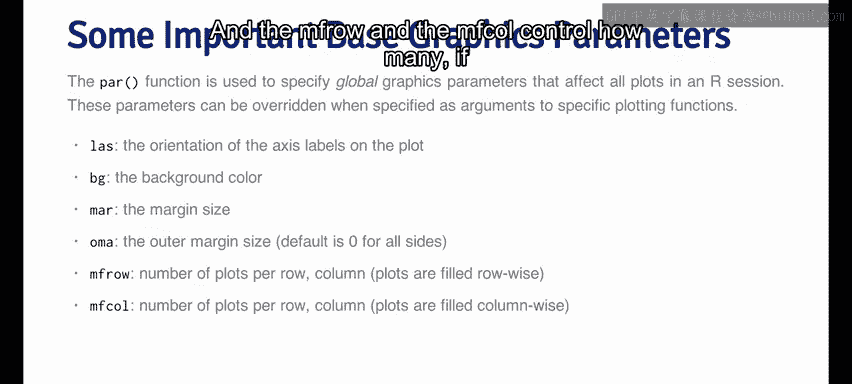 Some Important Base Graphics Parameters
And the mfrow and the mfcol control how
many, if
The par() function is used to specify global graphics parameters that affect all plots in an R session.
These parameters can be overridden when specified as arguments to specific plotting functions.
· las: the orientation of the axis labels on the plot
· bg: the background color
· mar: the margin size
· oma: the outer margin size (default is 0 for all sides)
· mfrow: number of plots per row, column (plots are filled row-wise)
· mfcol: number of plots per row, column (plots are filled column-wise)